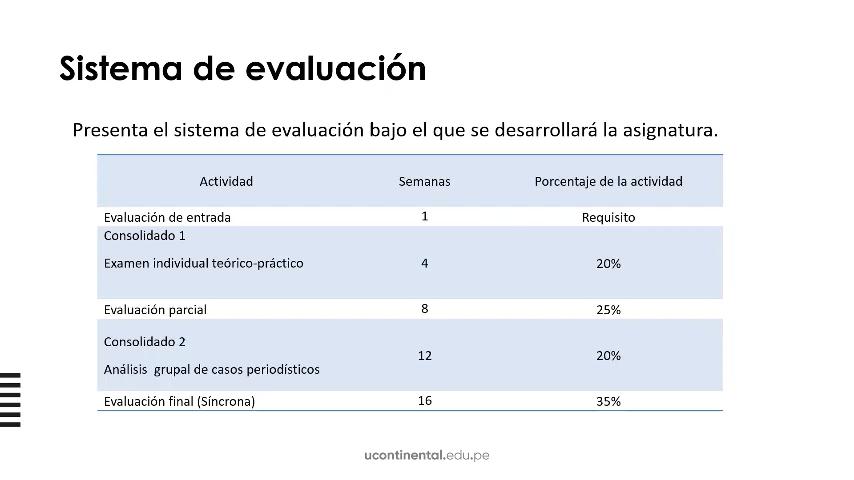 Sistema de evaluación
Presenta el sistema de evaluación bajo el que se desarrollará la asignatura.
Actividad Semanas Porcentaje de la actividad
Evaluación de entrada 1 Requisito
Consolidado 1
Examen individual teórico-práctico 4 20%
Evaluación parcial 8 25%
Consolidado 2
12 20%
Análisis grupal de casos periodísticos
Evaluación final (Síncrona) 16 35%
ucontinental.edu.pe